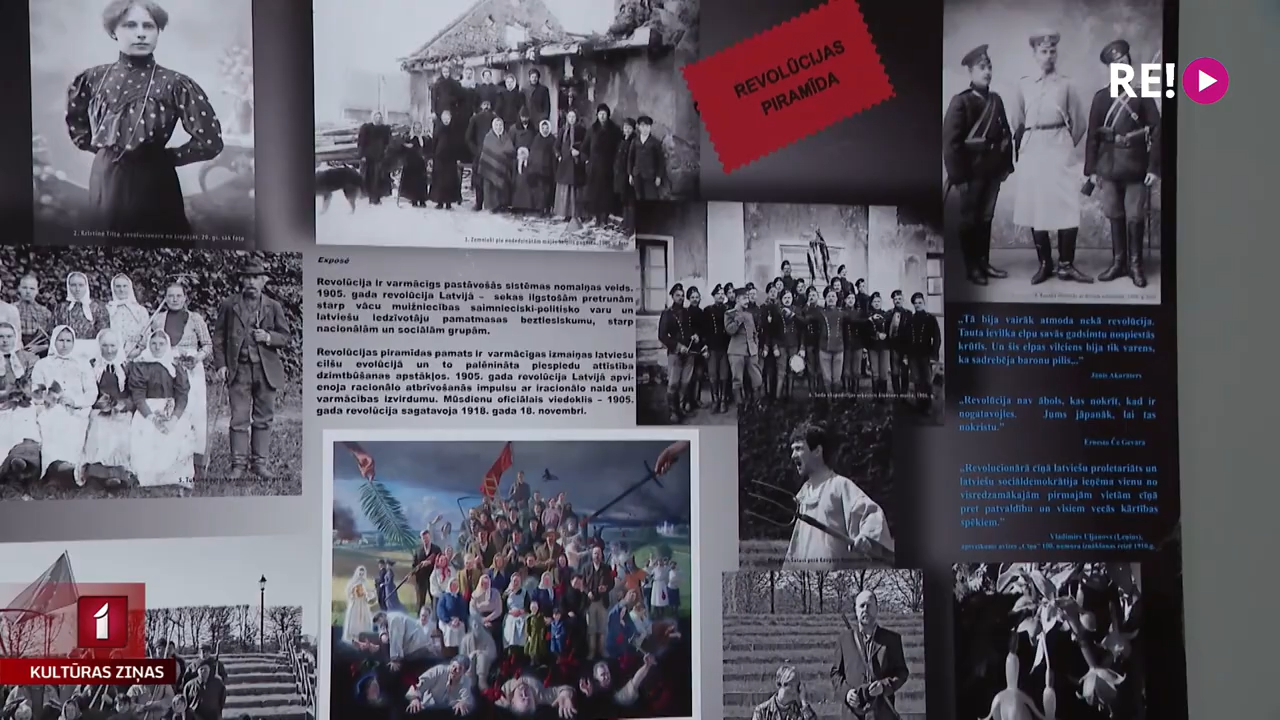 REVOLŪCIJAS
PIRAMĪDA
RE!
Exposé
Revolūcija ir varmācīgs pastāvošās sistēmas nomaiņas veids.
1905. gada revolūcija Latvijā – sekas ilgstošām pretrunām
starp vācu muižniecības saimnieciski-politisko varu un
latviešu iedzīvotāju pamatmasas beztiesiskumu, starp
nacionālām un sociālām grupām.
Revolūcijas piramīdas pamats ir varmācīgas izmaiņas latviešu
cilšu evolūcijā un to palēnināta piespiedu attīstība
dzimtbūšanas apstākļos. 1905. gada revolūcija Latvijā apvi-
enoja racionālo atbrīvošanās impulsu ar iracionālo naida un
varmācības izvirdumu. Mūsdienu oficiālais viedoklis – 1905.
gada revolūcija sagatavoja 1918. gada 18. novembri.
„Tā bija vairāk atmoda nekā revolūcija.
Tauta ievilka elpu savās gadsimtu nospiestās
krūtīs. Un šis elpas vilciens bija tik varens,
ka sadrebēja baronu pilis..."
Jānis Akuraters
„Revolūcija nav ābols, kas nokrīt, kad ir
nogatavojies. Jums jāpanāk, lai tas
nokristu."
Ernesto Če Gevara
„Revolucionārā cīņā latviešu proletariāts un
latviešu sociāldemokrātija ieņēma vienu no
visredzamākajām pirmajām vietām cīņā
pret patvaldību un visiem vecās kārtības
spēkiem."
Vladimirs Uļjanovs (Ļeņins),
1
KULTŪRAS ZIŅAS